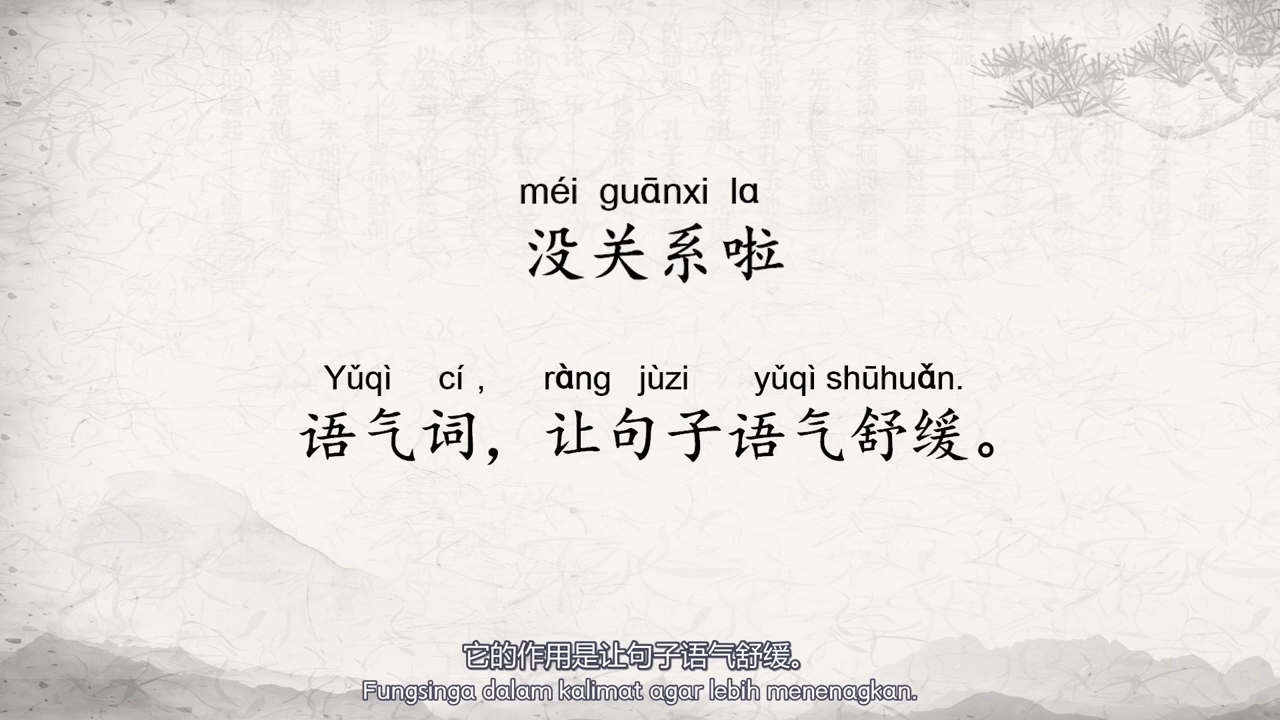 méi guānxi la
没关系啦
Yǔqì cí , ràng jùzi yǔqì shūhuǎn.
语气词，让句子语气舒缓。
它的作用是让句子语气舒缓。
Fungsinga dalam kalimat agar lebih menenagkan.